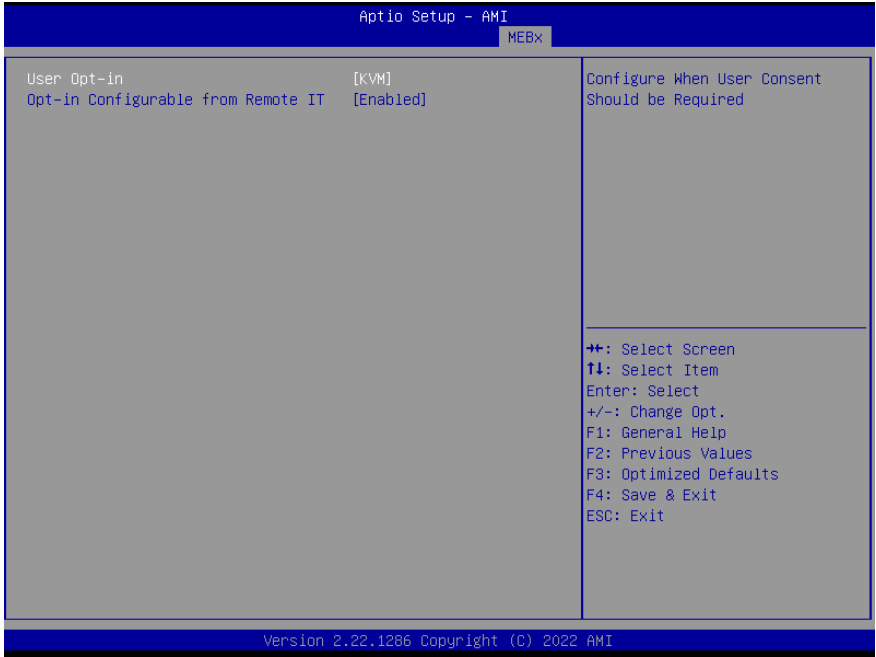 Aptio Setup – AMI
MEBx
User Opt-in [KVM]
Opt-in Configurable from Remote IT [Enabled]
Configure When User Consent
Should be Required
→←: Select Screen
↑↓: Select Item
Enter: Select
+/-: Change Opt.
F1: General Help
F2: Previous Values
F3: Optimized Defaults
F4: Save & Exit
ESC: Exit
Version 2.22.1286 Copyright (C) 2022 AMI